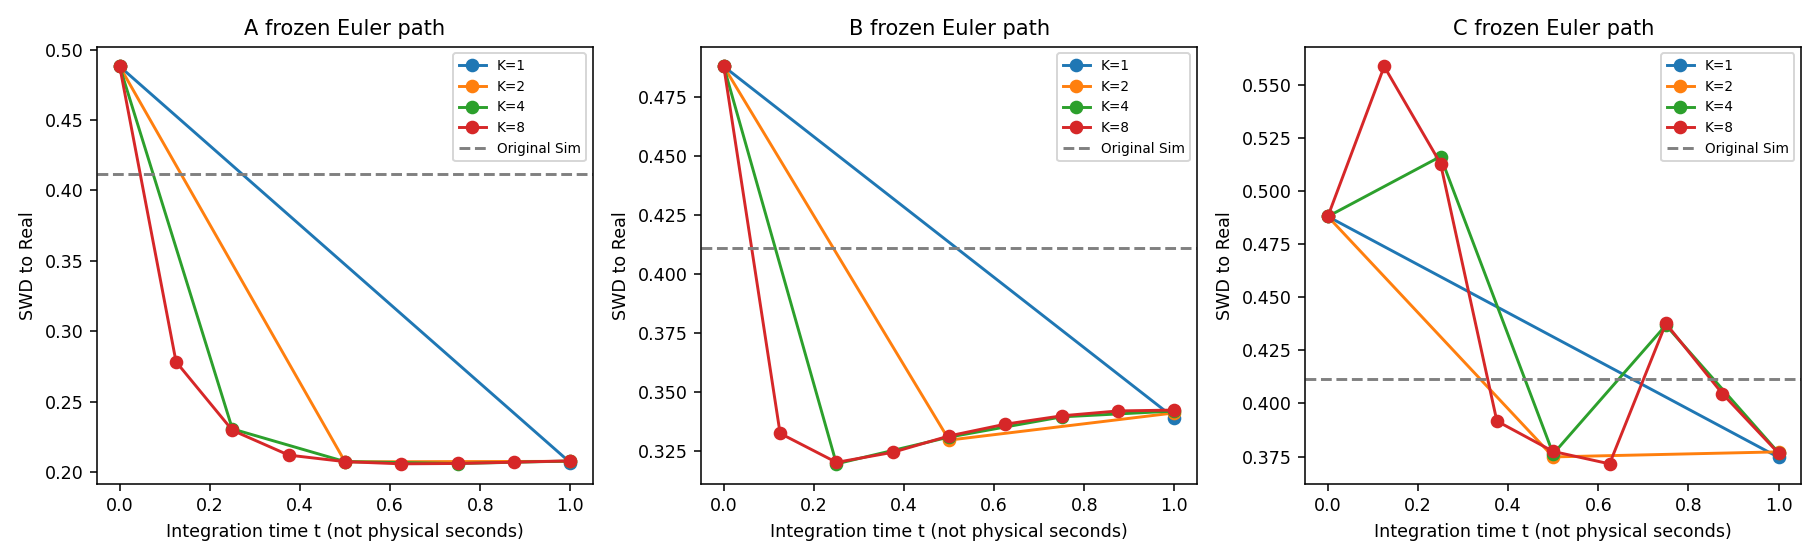 A frozen Euler path
SWD to Real
0.50
0.45
0.40
0.35
0.30
0.25
0.20
K=1
K=2
K=4
K=8
Original Sim
0.0 0.2 0.4 0.6 0.8 1.0
Integration time t (not physical seconds)
B frozen Euler path
SWD to Real
0.475
0.450
0.425
0.400
0.375
0.350
0.325
K=1
K=2
K=4
K=8
Original Sim
0.0 0.2 0.4 0.6 0.8 1.0
Integration time t (not physical seconds)
C frozen Euler path
SWD to Real
0.550
0.525
0.500
0.475
0.450
0.425
0.400
0.375
K=1
K=2
K=4
K=8
Original Sim
0.0 0.2 0.4 0.6 0.8 1.0
Integration time t (not physical seconds)